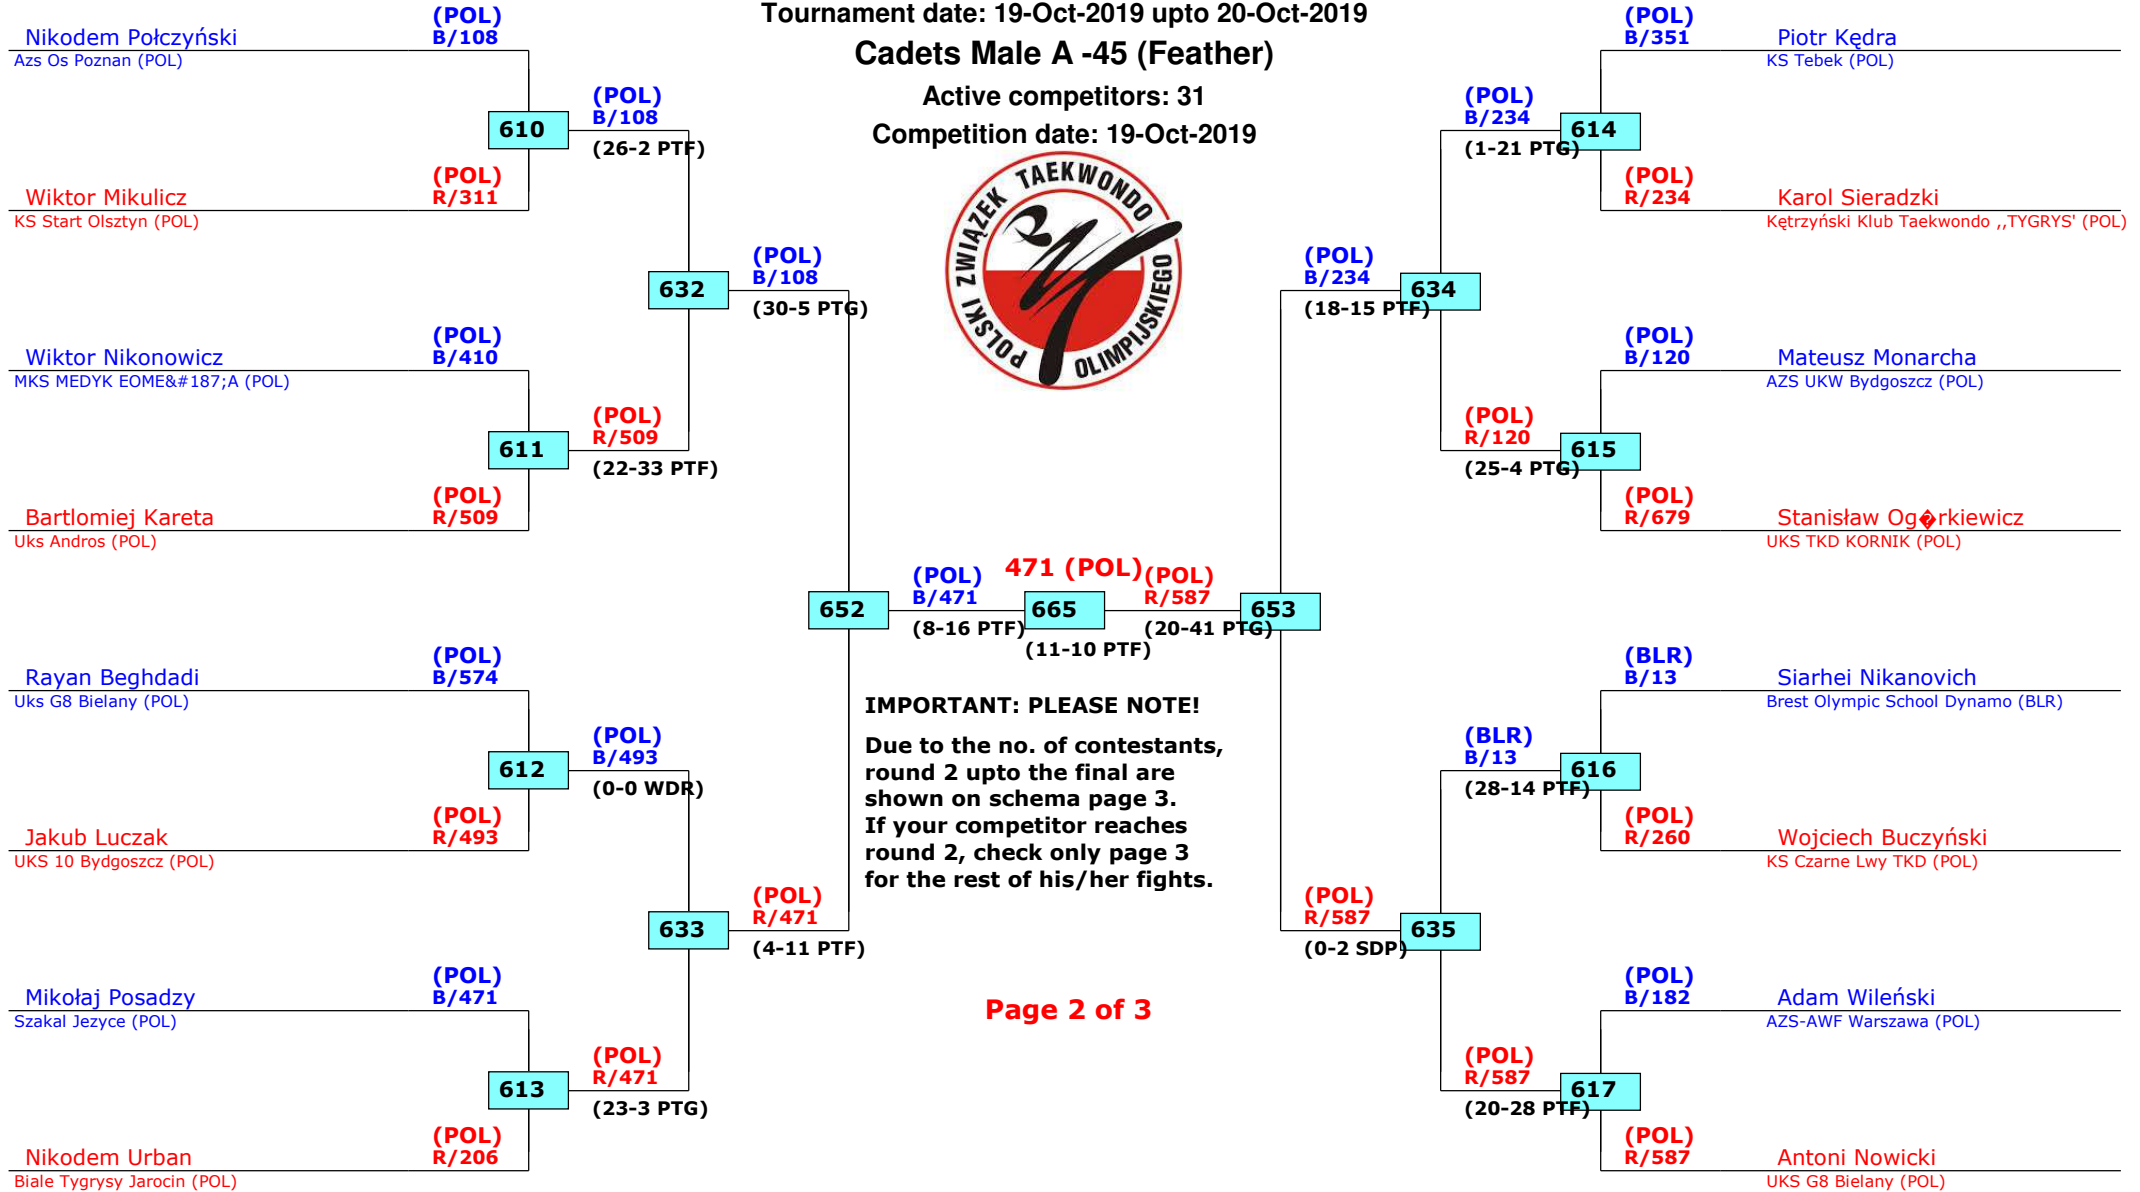 Tournament date: 19-Oct-2019 upto 20-Oct-2019
Cadets Male A -45 (Feather)
Active competitors: 31
Competition date: 19-Oct-2019
POLSKI ZWIĄZEK TAEKWONDO OLIMPIJSKIEGO
(POL)
Nikodem Połczyński B/108
Azs Os Poznan (POL)
610
(POL)
B/108
(26-2 PTF)
(POL)
Wiktor Mikulicz R/311
KS Start Olsztyn (POL)
632
(POL)
B/108
(30-5 PTG)
(POL)
Wiktor Nikonowicz B/410
MKS MEDYK EOME&#187;A (POL)
611
(POL)
R/509
(22-33 PTF)
(POL)
Bartlomiej Kareta R/509
Uks Andros (POL)
652
(POL)
B/471
(8-16 PTF)
471 (POL)
665
(11-10 PTF)
(POL)
R/587
(20-41 PTG)
653
(POL)
Rayan Beghdadi B/574
Uks G8 Bielany (POL)
612
(POL)
B/493
(0-0 WDR)
(POL)
Jakub Luczak R/493
UKS 10 Bydgoszcz (POL)
633
(POL)
R/471
(4-11 PTF)
(POL)
Mikołaj Posadzy B/471
Szakal Jezyce (POL)
613
(POL)
R/471
(23-3 PTG)
(POL)
Nikodem Urban R/206
Biale Tygrysy Jarocin (POL)
IMPORTANT: PLEASE NOTE!
Due to the no. of contestants,
round 2 upto the final are
shown on schema page 3.
If your competitor reaches
round 2, check only page 3
for the rest of his/her fights.
Page 2 of 3
(POL)
B/351 Piotr Kędra
KS Tebek (POL)
(POL)
B/234
(1-21 PTG)
614
(POL)
R/234 Karol Sieradzki
Kętrzyński Klub Taekwondo ,,TYGRYS' (POL)
(POL)
B/234
(18-15 PTF)
634
(POL)
B/120 Mateusz Monarcha
AZS UKW Bydgoszcz (POL)
(POL)
R/120
(25-4 PTG)
615
(POL)
R/679 Stanisław Og�rkiewicz
UKS TKD KORNIK (POL)
(BLR)
B/13 Siarhei Nikanovich
Brest Olympic School Dynamo (BLR)
(BLR)
B/13
(28-14 PTF)
616
(POL)
R/260 Wojciech Buczyński
KS Czarne Lwy TKD (POL)
(POL)
R/587
(0-2 SDP)
635
(POL)
B/182 Adam Wileński
AZS-AWF Warszawa (POL)
(POL)
R/587
(20-28 PTF)
617
(POL)
R/587 Antoni Nowicki
UKS G8 Bielany (POL)